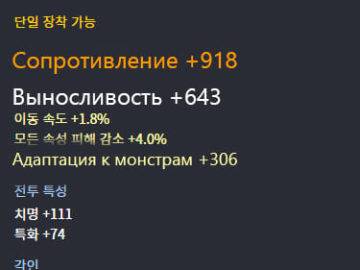 단일 장착 가능
Сопротивление +918
Выносливость +643
이동 속도 +1.8%
모든 속성 피해 감소 +4.0%
Адаптация к монстрам +306
전투 특성
치명 +111
특화 +74
각인